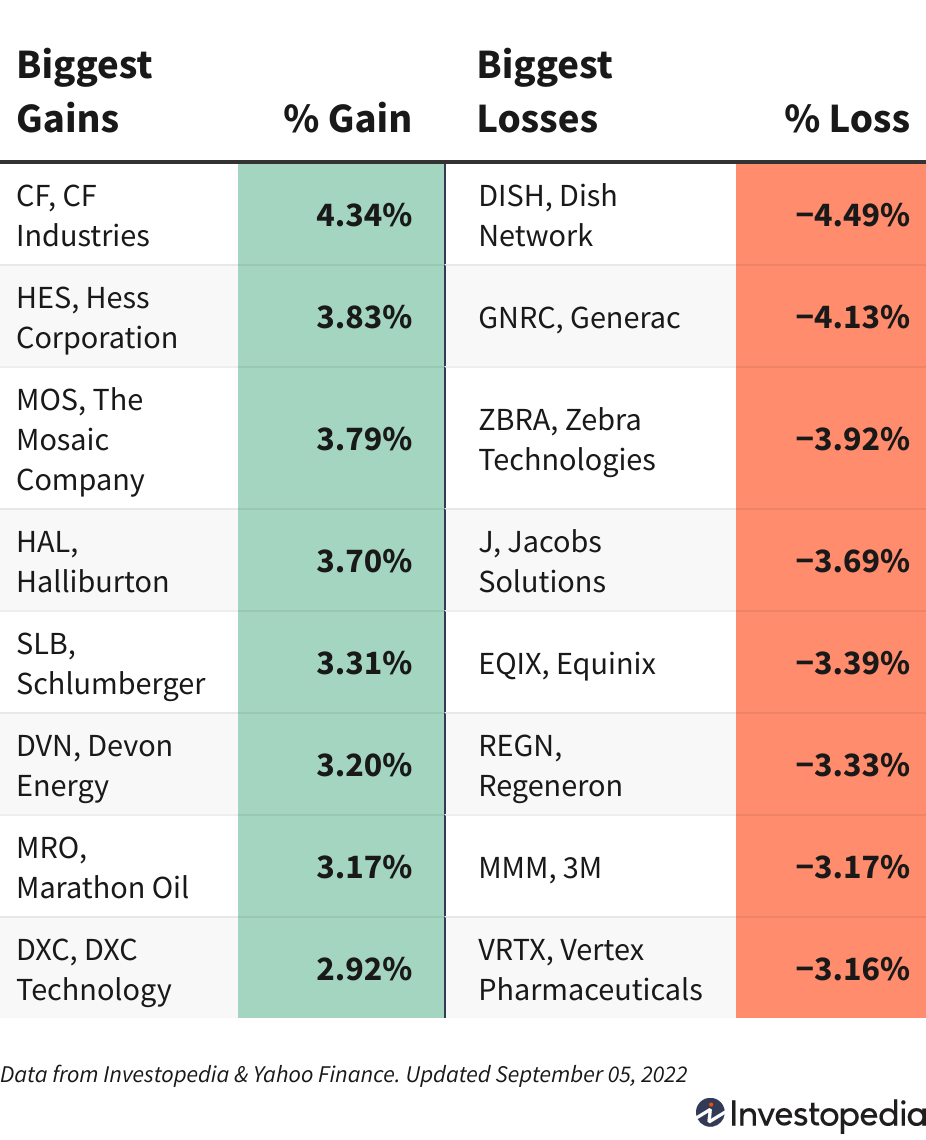 Biggest
Gains
% Gain
Biggest
Losses
% Loss
CF, CF
Industries
4.34%
DISH, Dish
Network
−4.49%
HES, Hess
Corporation
3.83%
GNRC, Generac
−4.13%
MOS, The
Mosaic
Company
3.79%
ZBRA, Zebra
Technologies
−3.92%
HAL,
Halliburton
3.70%
J, Jacobs
Solutions
−3.69%
SLB,
Schlumberger
3.31%
EQIX, Equinix
−3.39%
DVN, Devon
Energy
3.20%
REGN,
Regeneron
−3.33%
MRO,
Marathon Oil
3.17%
MMM, 3M
−3.17%
DXC, DXC
Technology
2.92%
VRTX, Vertex
Pharmaceuticals
−3.16%
Data from Investopedia & Yahoo Finance. Updated September 05, 2022
Investopedia